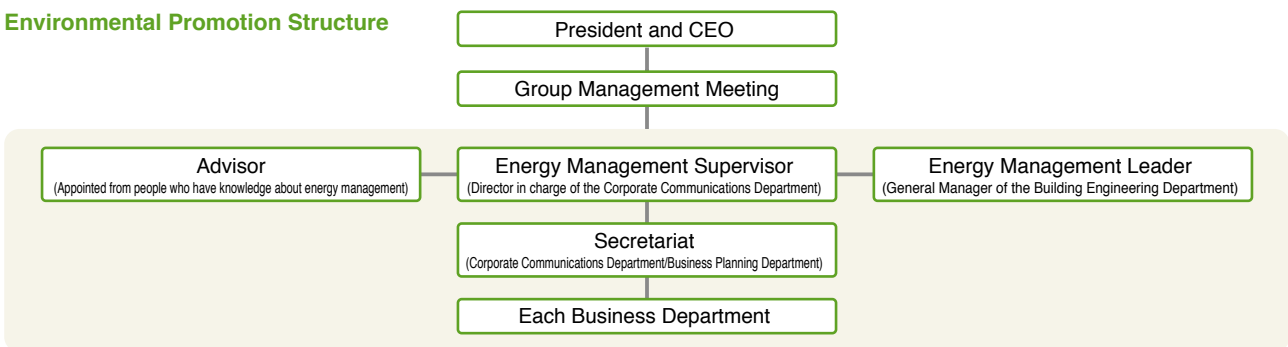 Environmental Promotion Structure
President and CEO
Group Management Meeting
Advisor
(Appointed from people who have knowledge about energy management)
Energy Management Supervisor
(Director in charge of the Corporate Communications Department)
Energy Management Leader
(General Manager of the Building Engineering Department)
Secretariat
(Corporate Communications Department/Business Planning Department)
Each Business Department